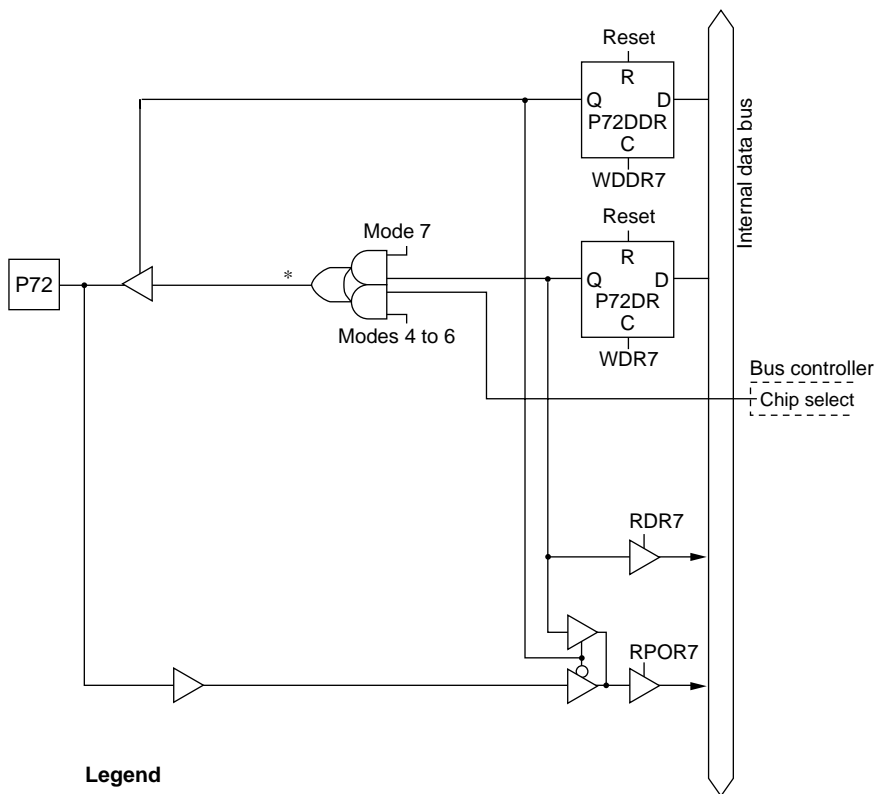 Reset
R
Q D
P72DDR
C
WDDR7
Internal data bus
Reset
R
Q D
P72DR
C
WDR7
Mode 7
P72
*
Modes 4 to 6
Bus controller
Chip select
RDR7
RPOR7
Legend